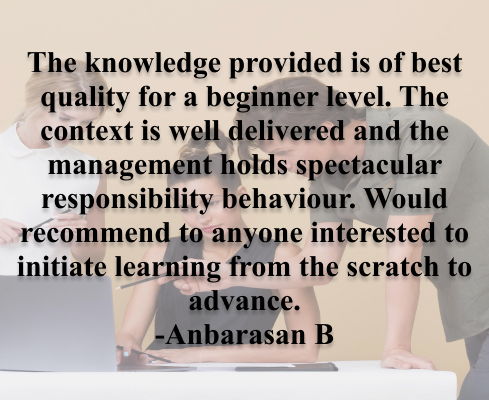 The knowledge provided is of best
quality for a beginner level. The
context is well delivered and the
management holds spectacular
responsibility behaviour. Would
recommend to anyone interested to
initiate learning from the scratch to
advance.
-Anbarasan B